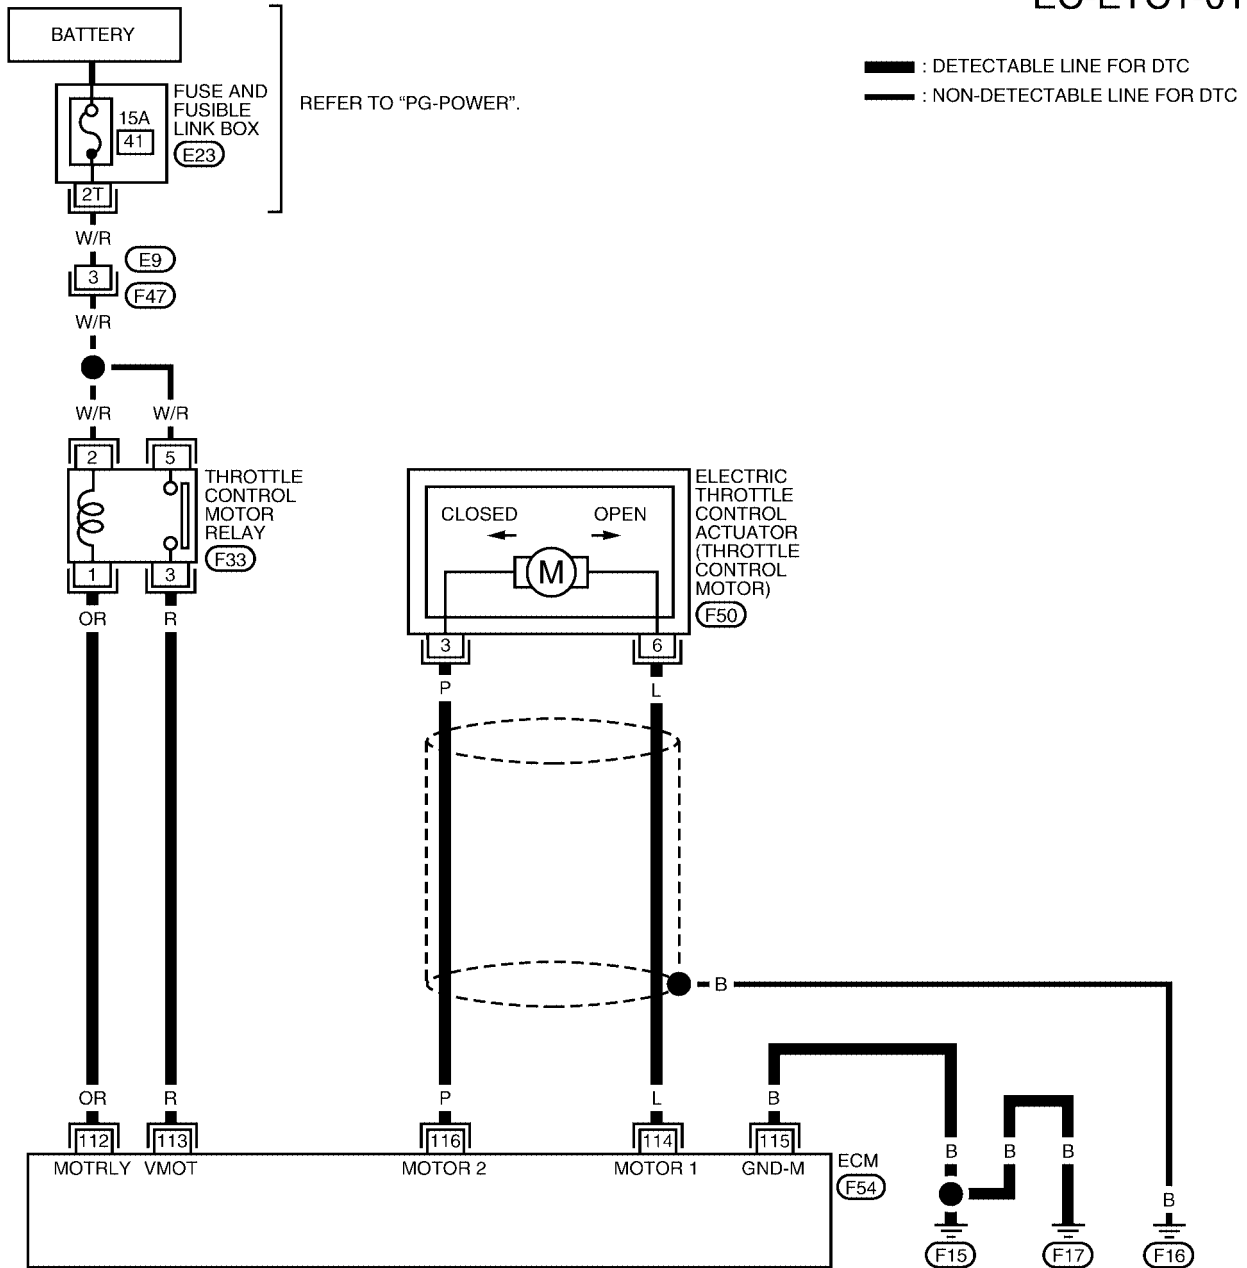 BATTERY
FUSE AND
FUSIBLE
LINK BOX
E23
15A
41
2T
REFER TO “PG-POWER”.
: DETECTABLE LINE FOR DTC
: NON-DETECTABLE LINE FOR DTC
W/R
E9
3
F47
W/R
W/R
W/R
2
5
THROTTLE
CONTROL
MOTOR
RELAY
F33
1
3
OR
R
CLOSED
OPEN
M
ELECTRIC
THROTTLE
CONTROL
ACTUATOR
(THROTTLE
CONTROL
MOTOR)
F50
3
6
P
L
B
OR
R
P
L
B
112
113
116
114
115
MOTRLY
VMOT
MOTOR 2
MOTOR 1
GND-M
ECM
F54
B
B
B
B
F15
F17
F16